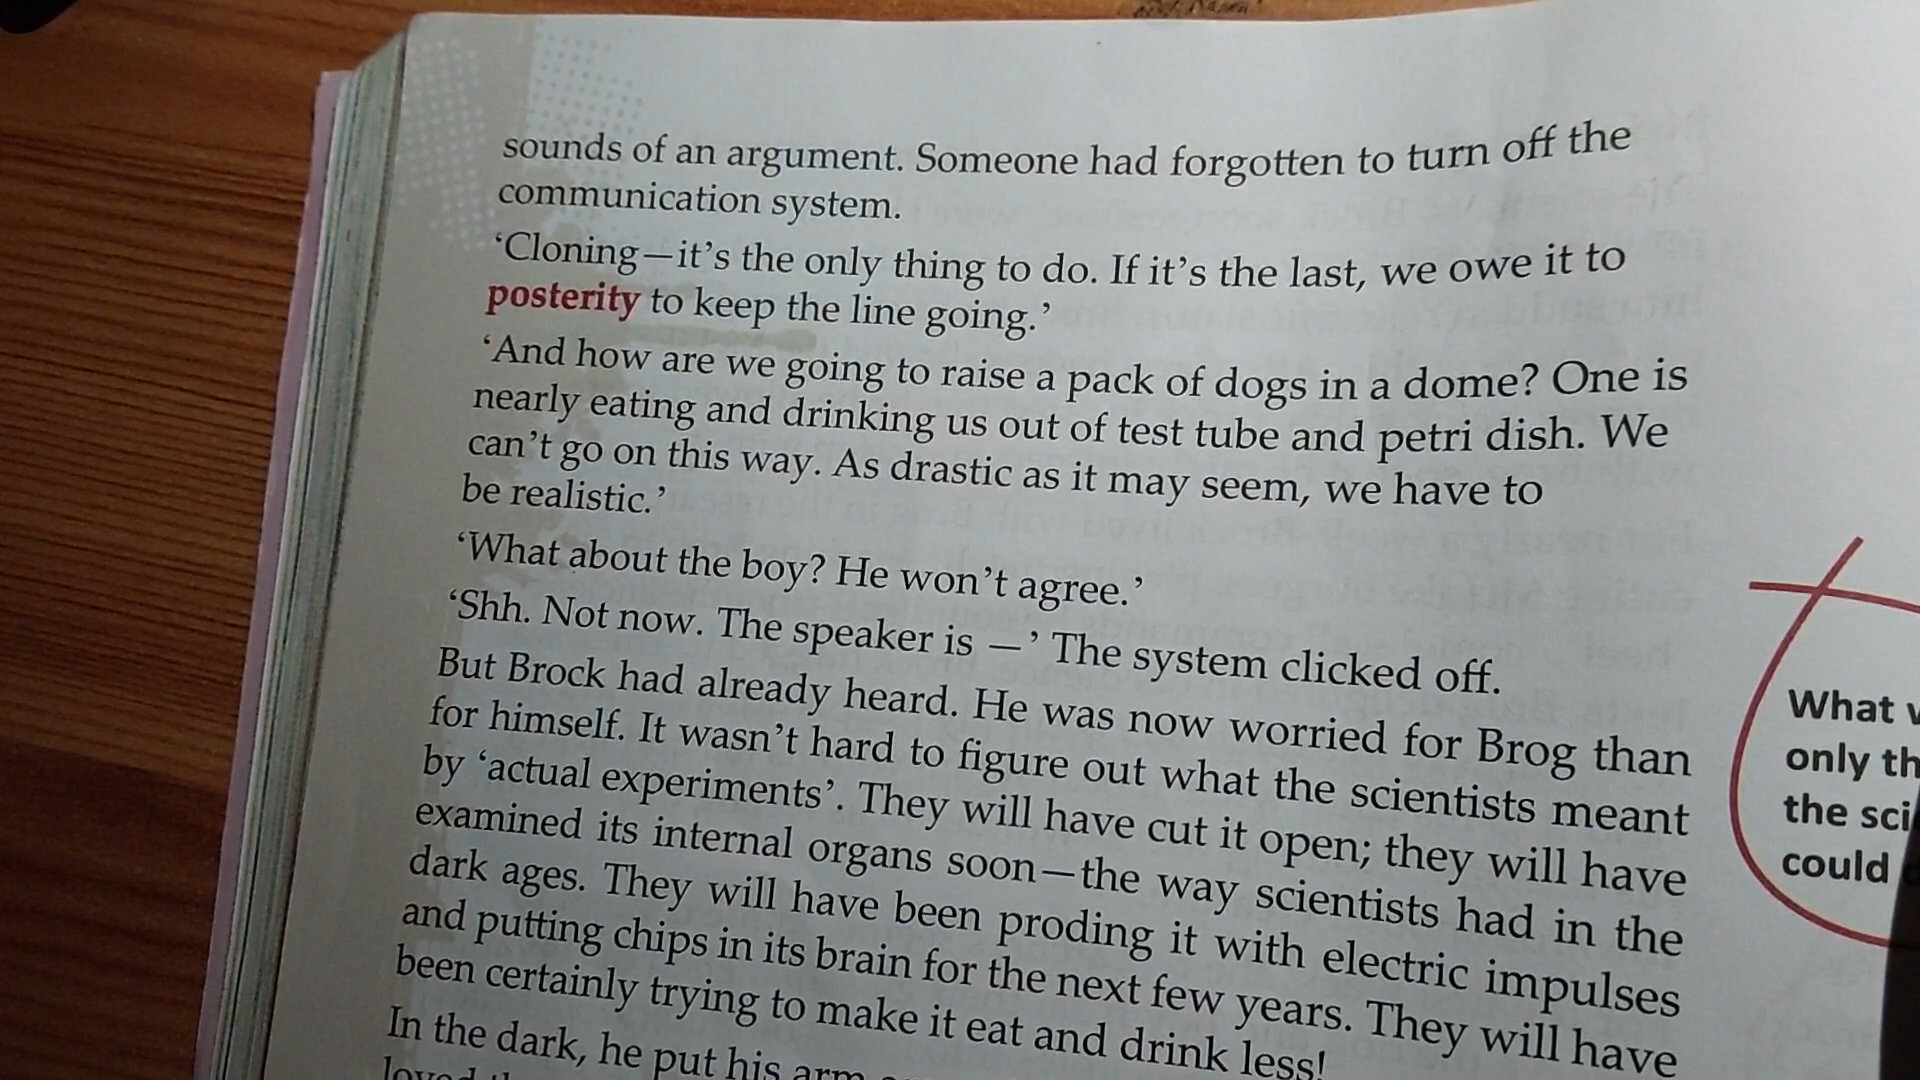 sounds of an argument. Someone had forgotten to turn off the
communication system.
‘Cloning—it’s the only thing to do. If it’s the last, we owe it to
posterity to keep the line going.’
‘And how are we going to raise a pack of dogs in a dome? One is
nearly eating and drinking us out of test tube and petri dish. We
can’t go on this way. As drastic as it may seem, we have to
be realistic.’
‘What about the boy? He won’t agree.’
‘Shh. Not now. The speaker is —’ The system clicked off.
But Brock had already heard. He was now worried for Brog than
for himself. It wasn’t hard to figure out what the scientists meant
by ‘actual experiments’. They will have cut it open; they will have
examined its internal organs soon—the way scientists had in the
dark ages. They will have been proding it with electric impulses
and putting chips in its brain for the next few years. They will have
been certainly trying to make it eat and drink less!
In the dark, he put his arm
What
only
the
could